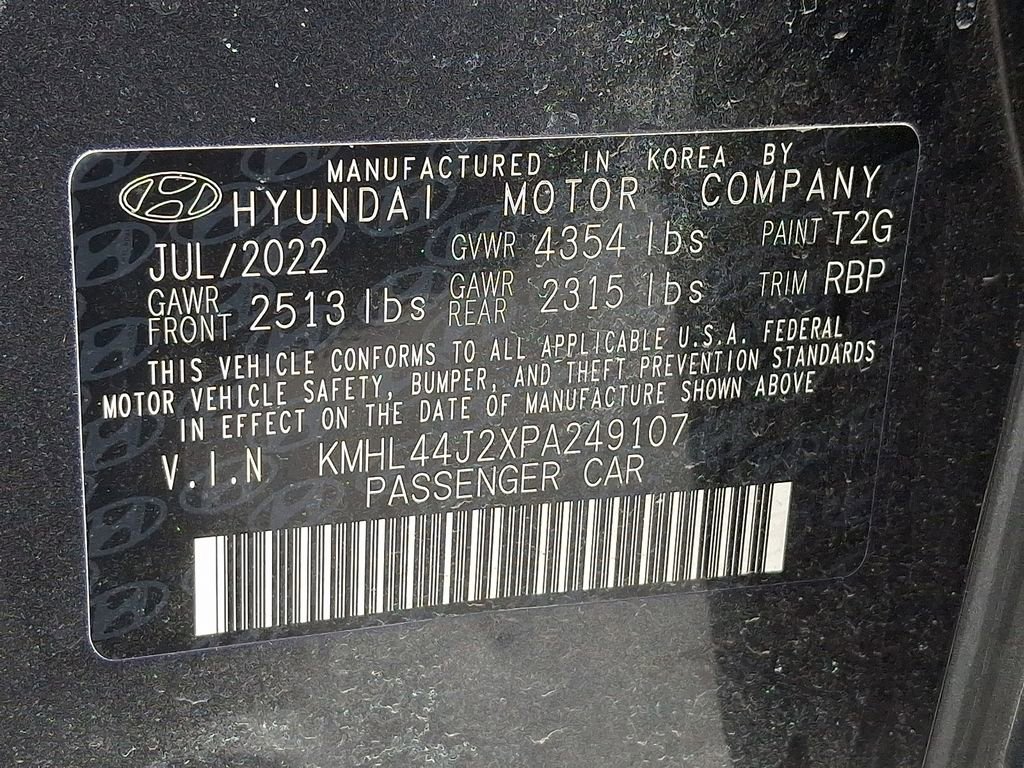 MANUFACTURED IN KOREA BY
HYUNDAI MOTOR COMPANY
JUL/2022 GVWR 4354 lbs PAINT T2G
GAWR FRONT 2513 lbs GAWR REAR 2315 lbs TRIM RBP
THIS VEHICLE CONFORMS TO ALL APPLICABLE U.S.A. FEDERAL
MOTOR VEHICLE SAFETY, BUMPER, AND THEFT PREVENTION STANDARDS
IN EFFECT ON THE DATE OF MANUFACTURE SHOWN ABOVE
V.I.N KMHL44J2XPA249107
PASSENGER CAR